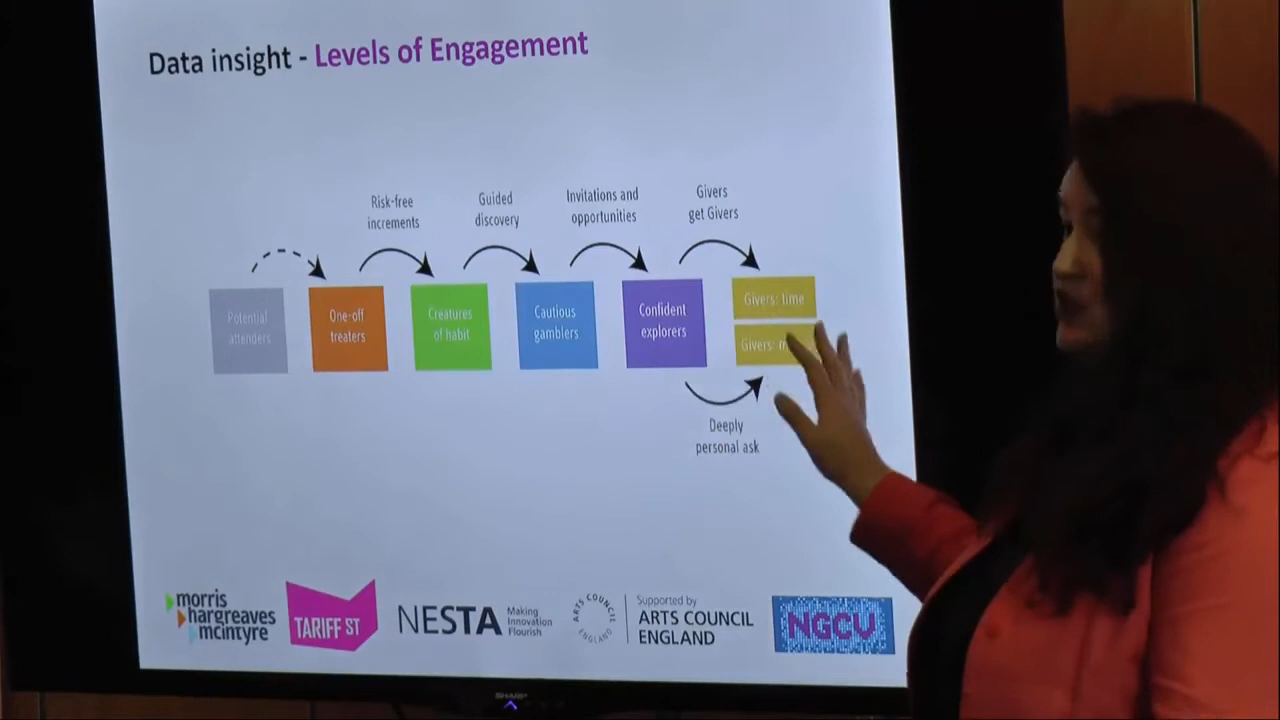 Data insight - Levels of Engagement
Risk-free
increments
Guided
discovery
Invitations and
opportunities
Givers
get Givers
Potential
attenders
One-off
treaters
Creatures
of habit
Cautious
gamblers
Confident
explorers
Givers: time
Givers:
Deeply
personal ask
morris
hargreaves
mcintyre
TARIFF ST
NESTA
Making
Innovation
Flourish
ARTS COUNCIL
ENGLAND
Supported by
ARTS COUNCIL
ENGLAND
NGCV
SHARP